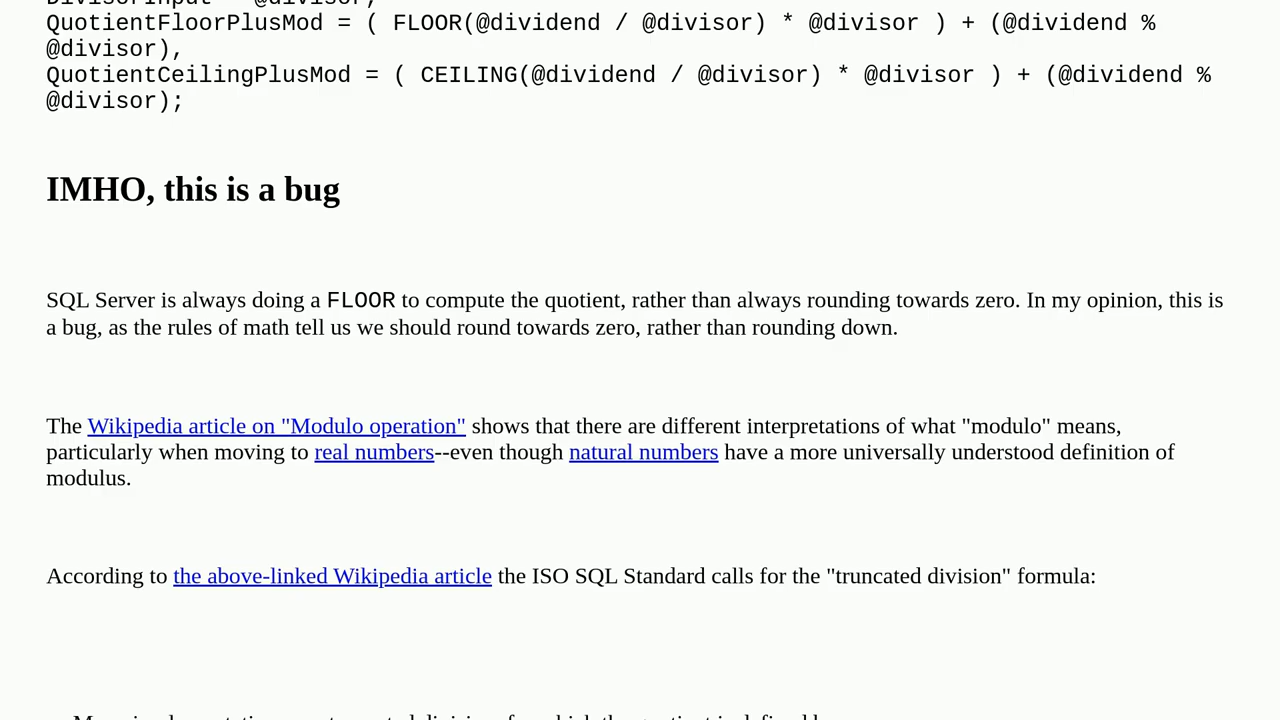 DivisorInput = @dividsor,
QuotientFloorPlusMod = ( FLOOR(@dividend / @divisor) * @divisor ) + (@dividend %
@divisor),
QuotientCeilingPlusMod = ( CEILING(@dividend / @divisor) * @divisor ) + (@dividend %
@divisor);
IMHO, this is a bug
SQL Server is always doing a FLOOR to compute the quotient, rather than always rounding towards zero. In my opinion, this is
a bug, as the rules of math tell us we should round towards zero, rather than rounding down.
The Wikipedia article on "Modulo operation" shows that there are different interpretations of what "modulo" means,
particularly when moving to real numbers--even though natural numbers have a more universally understood definition of
modulus.
According to the above-linked Wikipedia article the ISO SQL Standard calls for the "truncated division" formula: